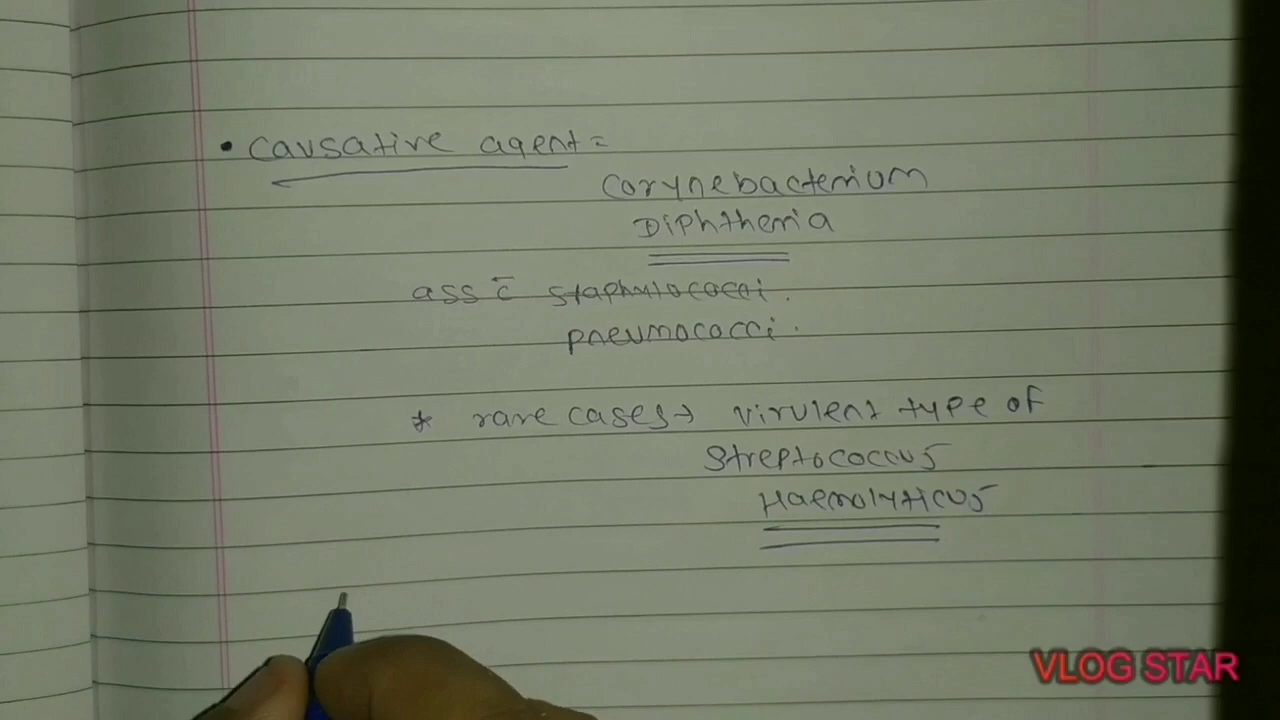 • Causative agent =
Corynebacterium
Diphtheria
ass c̄ staphylococci.
pneumococci.
* rare cases → virulent type of
Streptococcus
Haemolyticus
VLOG STAR